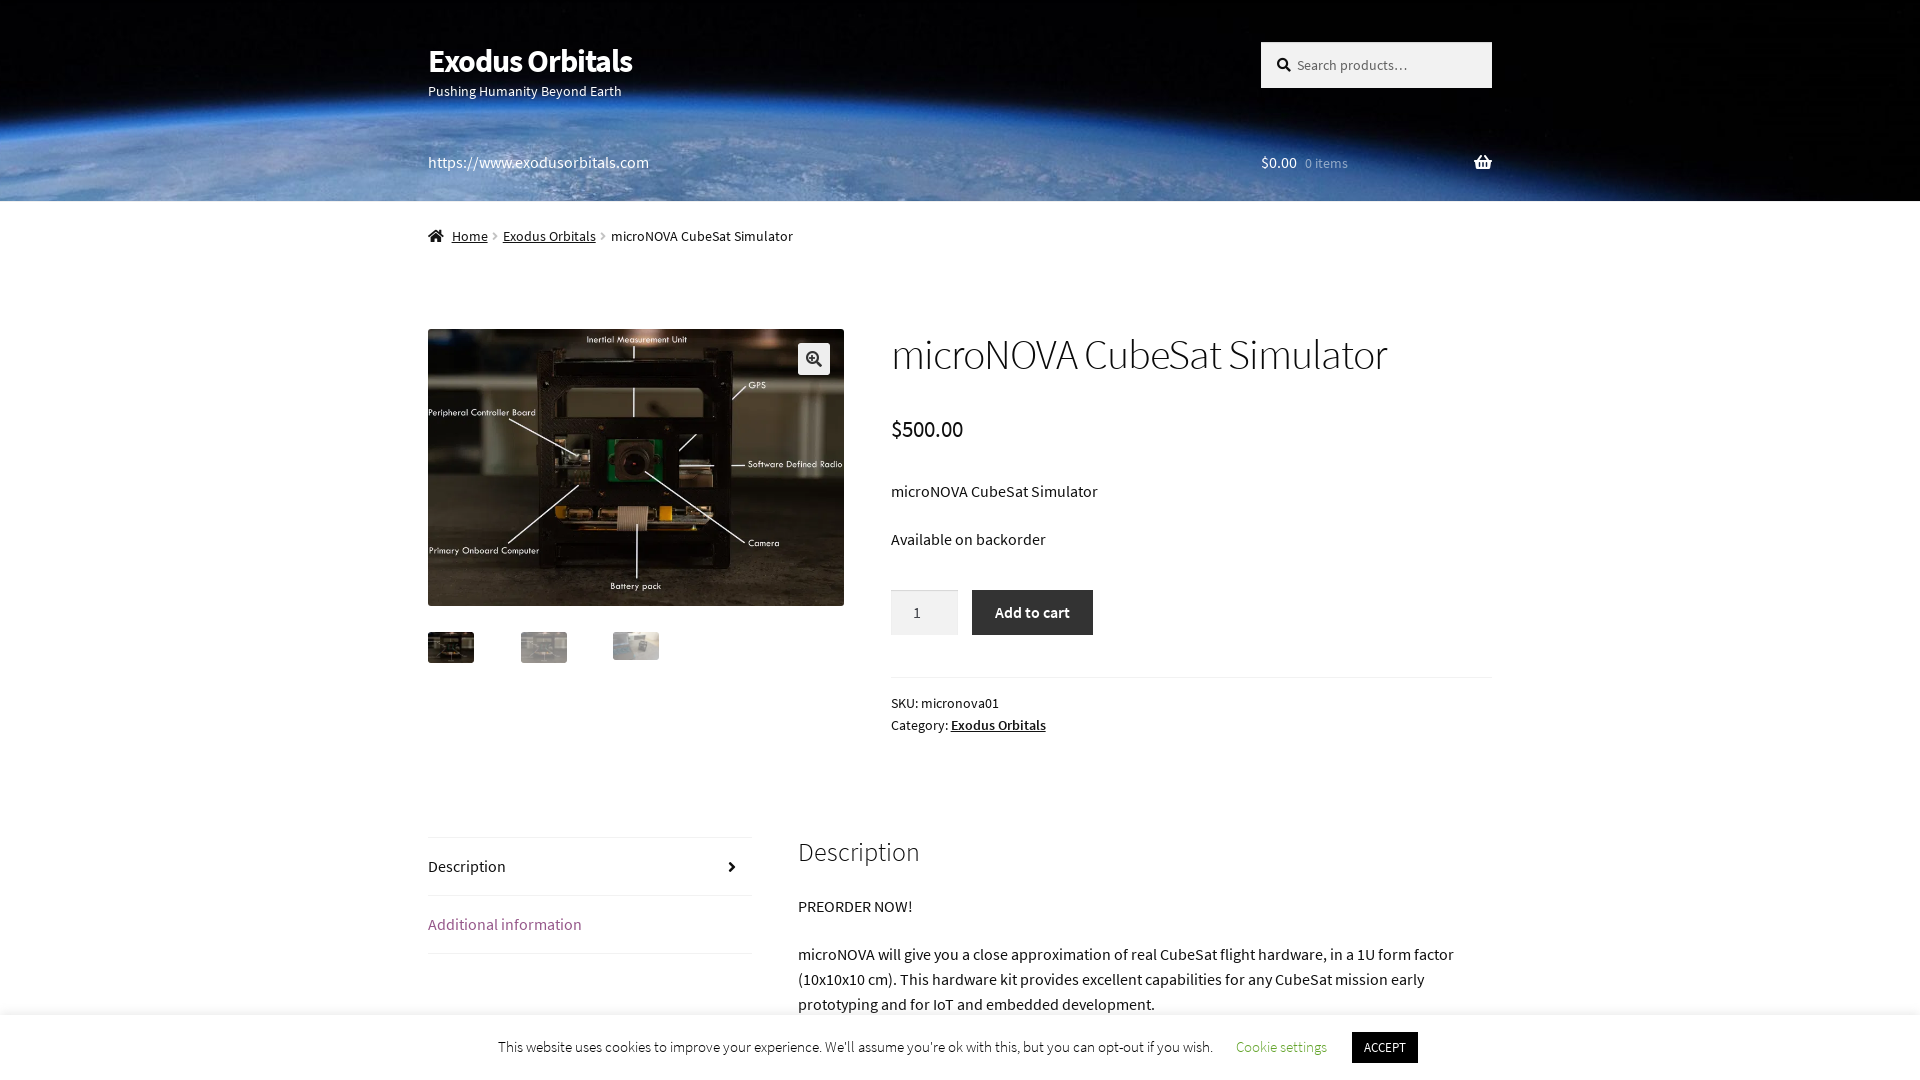 Exodus Orbitals
Pushing Humanity Beyond Earth
Search products…
https://www.exodusorbitals.com
$0.00 0 items
Home Exodus Orbitals microNOVA CubeSat Simulator
Inertial Measurement Unit
GPS
Peripheral Controller Board
Software Defined Radio
Primary Onboard Computer
Camera
Battery pack
microNOVA CubeSat Simulator
$500.00
microNOVA CubeSat Simulator
Available on backorder
1 Add to cart
SKU: micronova01
Category: Exodus Orbitals
Description
Additional information
Description
PREORDER NOW!
microNOVA will give you a close approximation of real CubeSat flight hardware, in a 1U form factor
(10x10x10 cm). This hardware kit provides excellent capabilities for any CubeSat mission early
prototyping and for IoT and embedded development.
This website uses cookies to improve your experience. We'll assume you're ok with this, but you can opt-out if you wish. Cookie settings ACCEPT